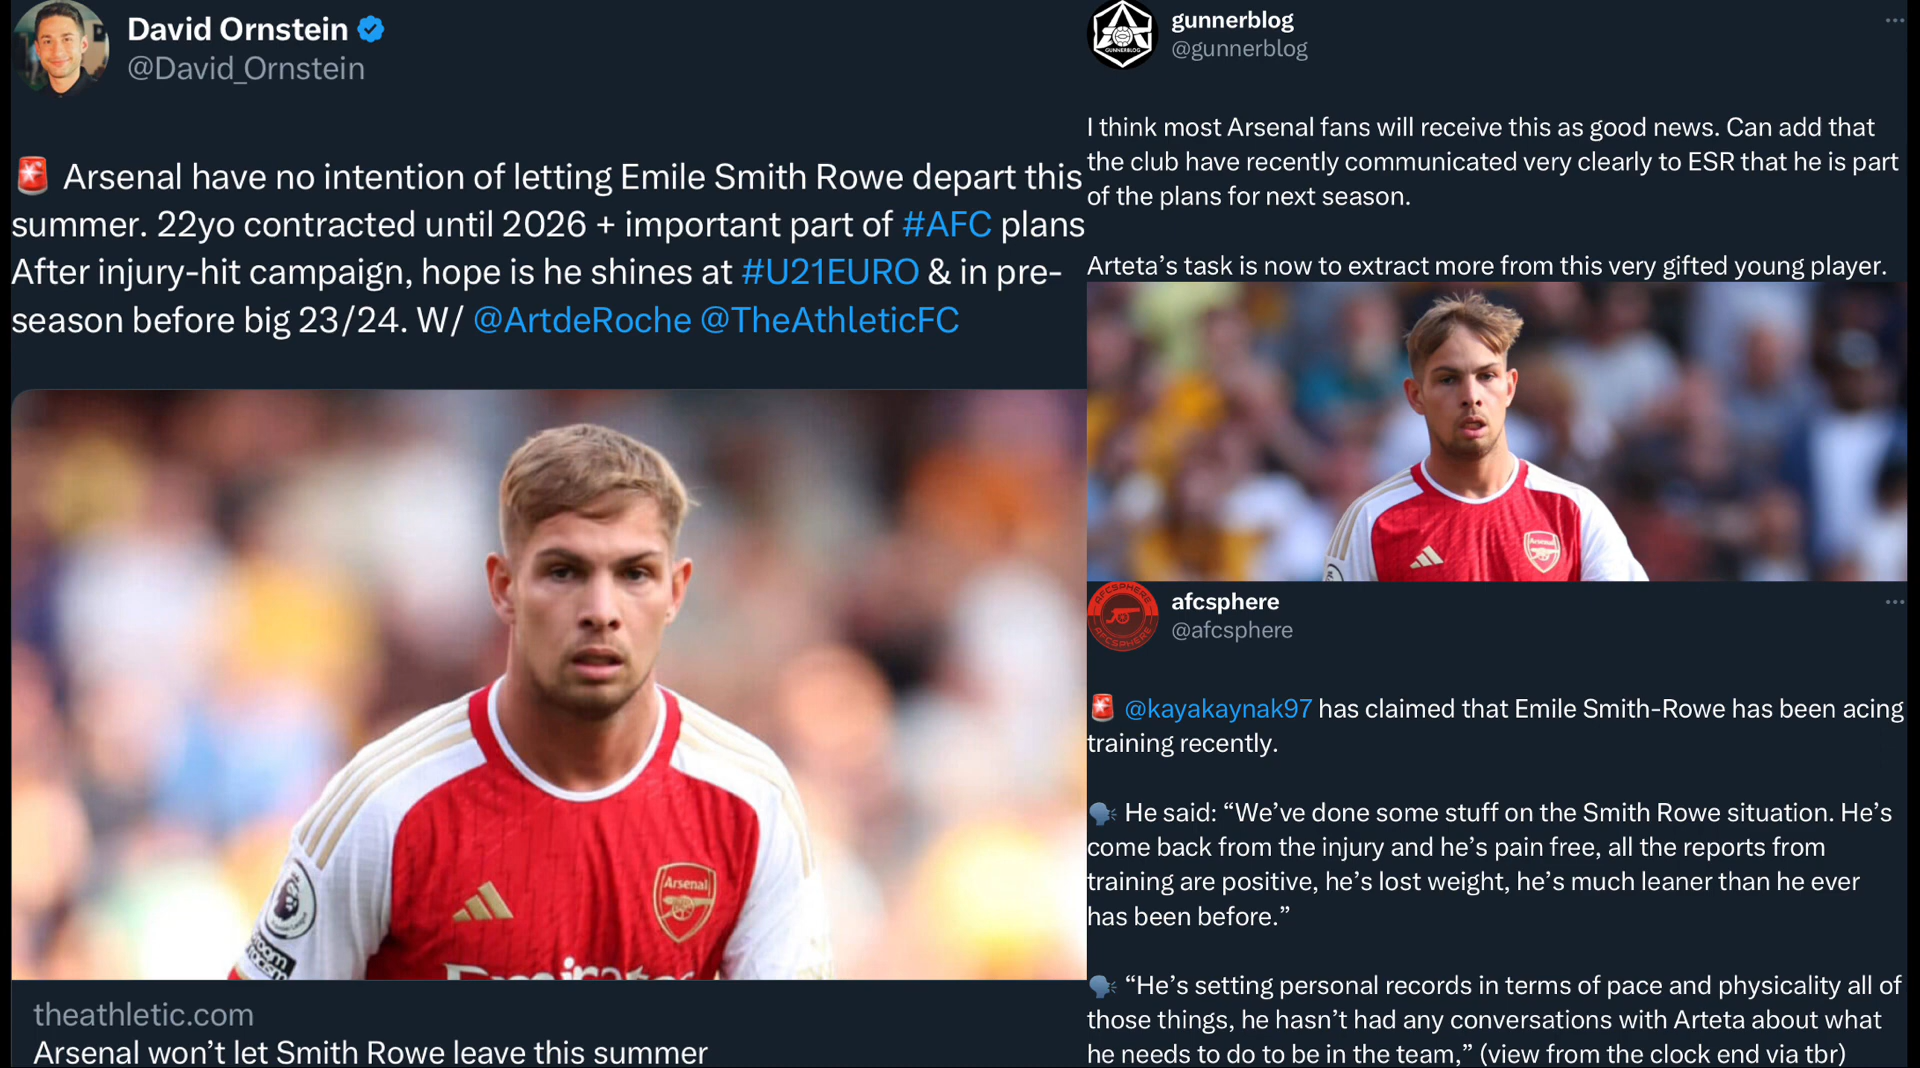 David Ornstein
@David_Ornstein
🚨 Arsenal have no intention of letting Emile Smith Rowe depart this
summer. 22yo contracted until 2026 + important part of #AFC plans
After injury-hit campaign, hope is he shines at #U21EURO & in pre-
season before big 23/24. W/ @ArtdeRoche @TheAthleticFC
Arsenal
theathletic.com
Arsenal won’t let Smith Rowe leave this summer
gunnerblog
@gunnerblog
GUNNERBLOG
I think most Arsenal fans will receive this as good news. Can add that
the club have recently communicated very clearly to ESR that he is part
of the plans for next season.
Arteta’s task is now to extract more from this very gifted young player.
Arsenal
AFCSPHERE
AFCSPHERE
afcsphere
@afcsphere
🚨 @kayakaynak97 has claimed that Emile Smith-Rowe has been acing
training recently.
🗣️ He said: “We’ve done some stuff on the Smith Rowe situation. He’s
come back from the injury and he’s pain free, all the reports from
training are positive, he’s lost weight, he’s much leaner than he ever
has been before.”
🗣️ “He’s setting personal records in terms of pace and physicality all of
those things, he hasn’t had any conversations with Arteta about what
he needs to do to be in the team,” (view from the clock end via tbr)